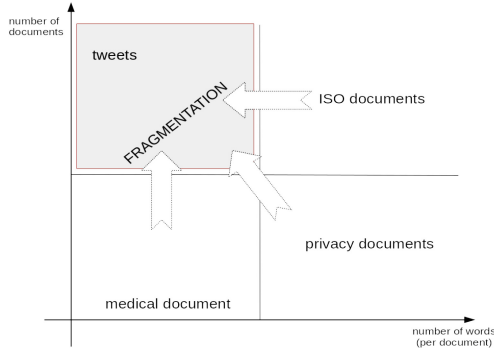 number of
documents
tweets
FRAGMENTATION
ISO documents
privacy documents
medical document
number of words
(per document)